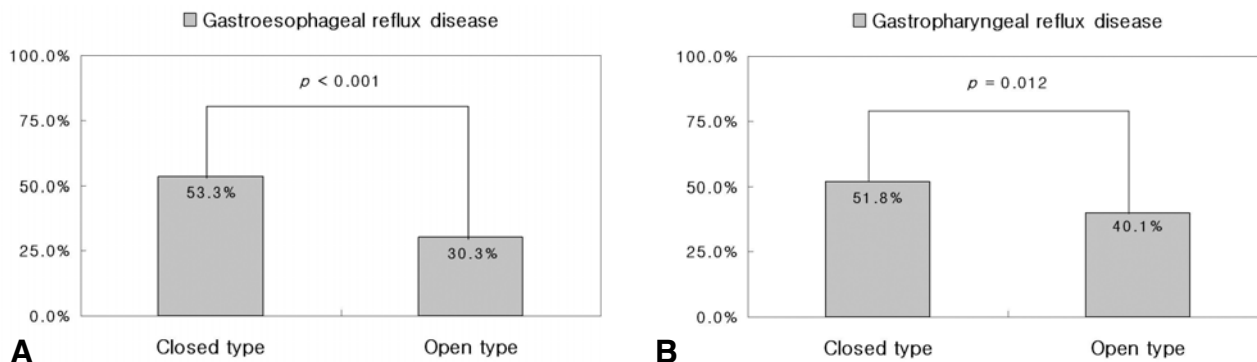 Gastroesophageal reflux disease
100.0%
75.0%
50.0%
25.0%
0.0%
p < 0.001
53.3%
30.3%
Closed type
Open type
A
Gastropharyngeal reflux disease
100.0%
75.0%
50.0%
25.0%
0.0%
p = 0.012
51.8%
40.1%
Closed type
Open type
B